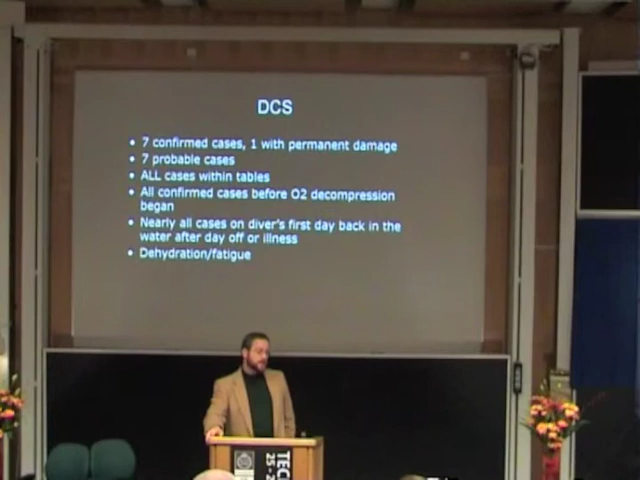 DCS
• 7 confirmed cases, 1 with permanent damage
• 7 probable cases
• ALL cases within tables
• All confirmed cases before O2 decompression
began
• Nearly all cases on diver's first day back in the
water after day off or illness
• Dehydration/fatigue
TEC